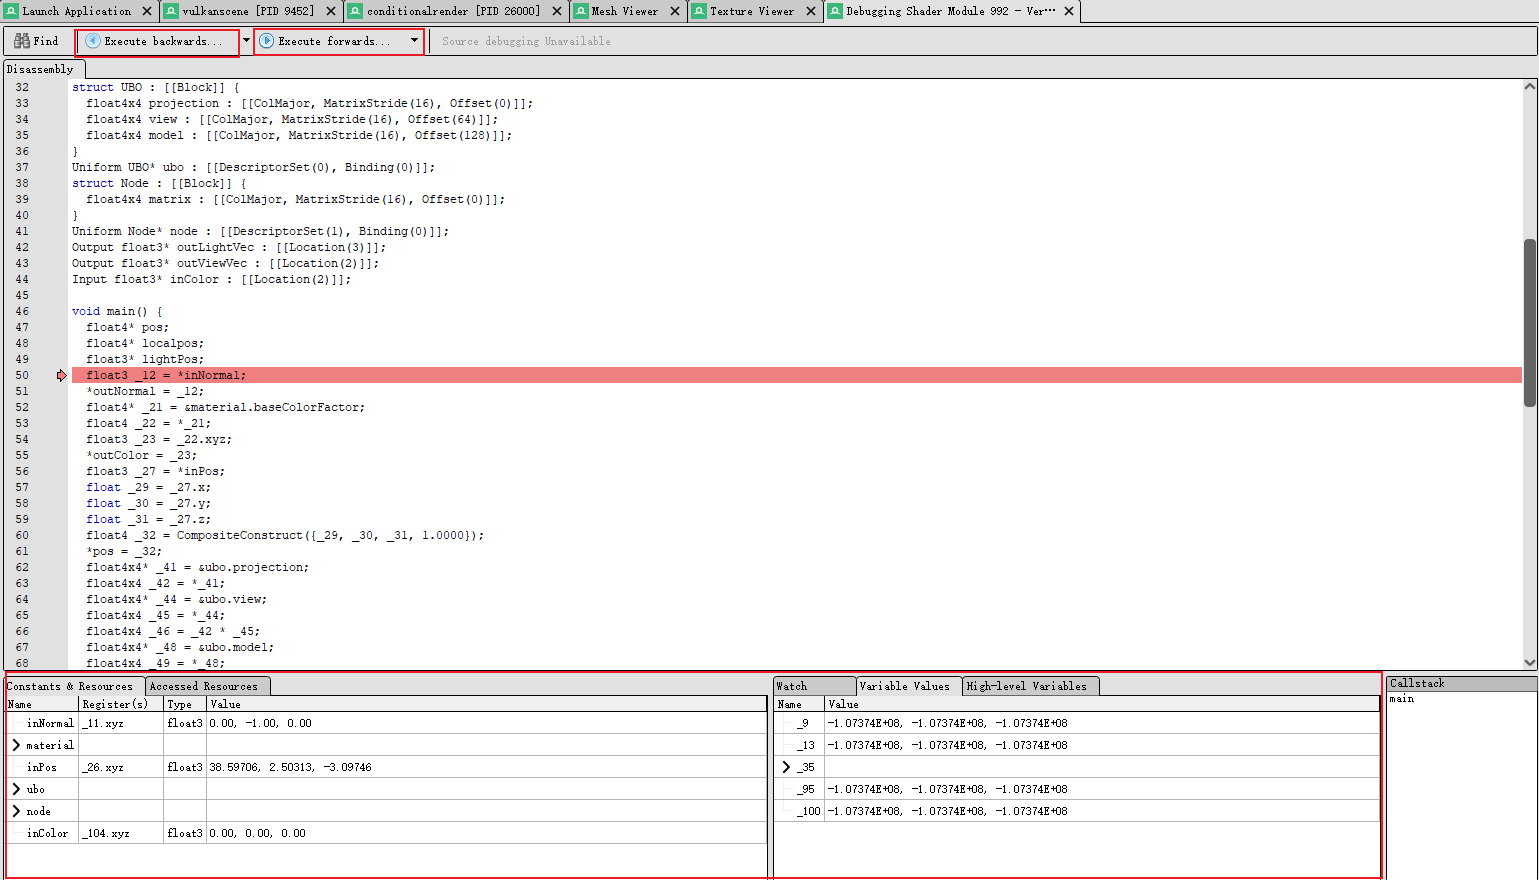 Launch Application
vulkanscene [PID 9452]
conditionalrender [PID 26000]
Mesh Viewer
Texture Viewer
Debugging Shader Module 992 - Ver···
Find
Execute backwards...
Execute forwards...
Source debugging Unavailable
Disassembly
32 struct UBO : [[Block]] {
33 float4x4 projection : [[ColMajor, MatrixStride(16), Offset(0)]];
34 float4x4 view : [[ColMajor, MatrixStride(16), Offset(64)]];
35 float4x4 model : [[ColMajor, MatrixStride(16), Offset(128)]];
36 }
37 Uniform UBO* ubo : [[DescriptorSet(0), Binding(0)]];
38 struct Node : [[Block]] {
39 float4x4 matrix : [[ColMajor, MatrixStride(16), Offset(0)]];
40 }
41 Uniform Node* node : [[DescriptorSet(1), Binding(0)]];
42 Output float3* outLightVec : [[Location(3)]];
43 Output float3* outViewVec : [[Location(2)]];
44 Input float3* inColor : [[Location(2)]];
45
46 void main() {
47 float4* pos;
48 float4* localpos;
49 float3* lightPos;
50 float3 _12 = *inNormal;
51 *outNormal = _12;
52 float4* _21 = &material.baseColorFactor;
53 float4 _22 = *_21;
54 float3 _23 = _22.xyz;
55 *outColor = _23;
56 float3 _27 = *inPos;
57 float _29 = _27.x;
58 float _30 = _27.y;
59 float _31 = _27.z;
60 float4 _32 = CompositeConstruct({_29, _30, _31, 1.0000});
61 *pos = _32;
62 float4x4* _41 = &ubo.projection;
63 float4x4 _42 = *_41;
64 float4x4* _44 = &ubo.view;
65 float4x4 _45 = *_44;
66 float4x4 _46 = _42 * _45;
67 float4x4* _48 = &ubo.model;
68 float4x4 _49 = *_48;
Constants & Resources
Accessed Resources
Name Register(s) Type Value
inNormal _11.xyz float3 0.00, -1.00, 0.00
material
inPos _26.xyz float3 38.59706, 2.50313, -3.09746
ubo
node
inColor _104.xyz float3 0.00, 0.00, 0.00
Watch
Variable Values
High-level Variables
Name Value
_9 -1.07374E+08, -1.07374E+08, -1.07374E+08
_13 -1.07374E+08, -1.07374E+08, -1.07374E+08
_35
_95 -1.07374E+08, -1.07374E+08, -1.07374E+08
_100 -1.07374E+08, -1.07374E+08, -1.07374E+08
Callstack
main